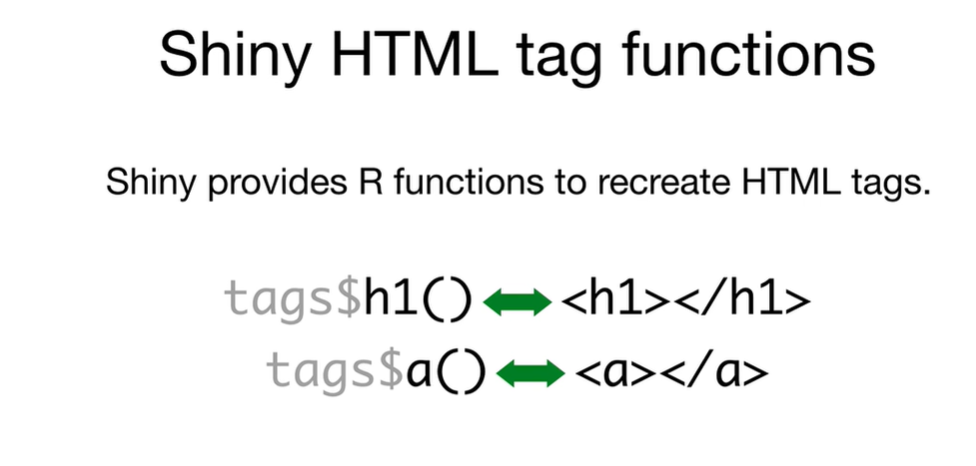 Shiny HTML tag functions
Shiny provides R functions to recreate HTML tags.
tags$h1() <h1></h1>
tags$a() <a></a>